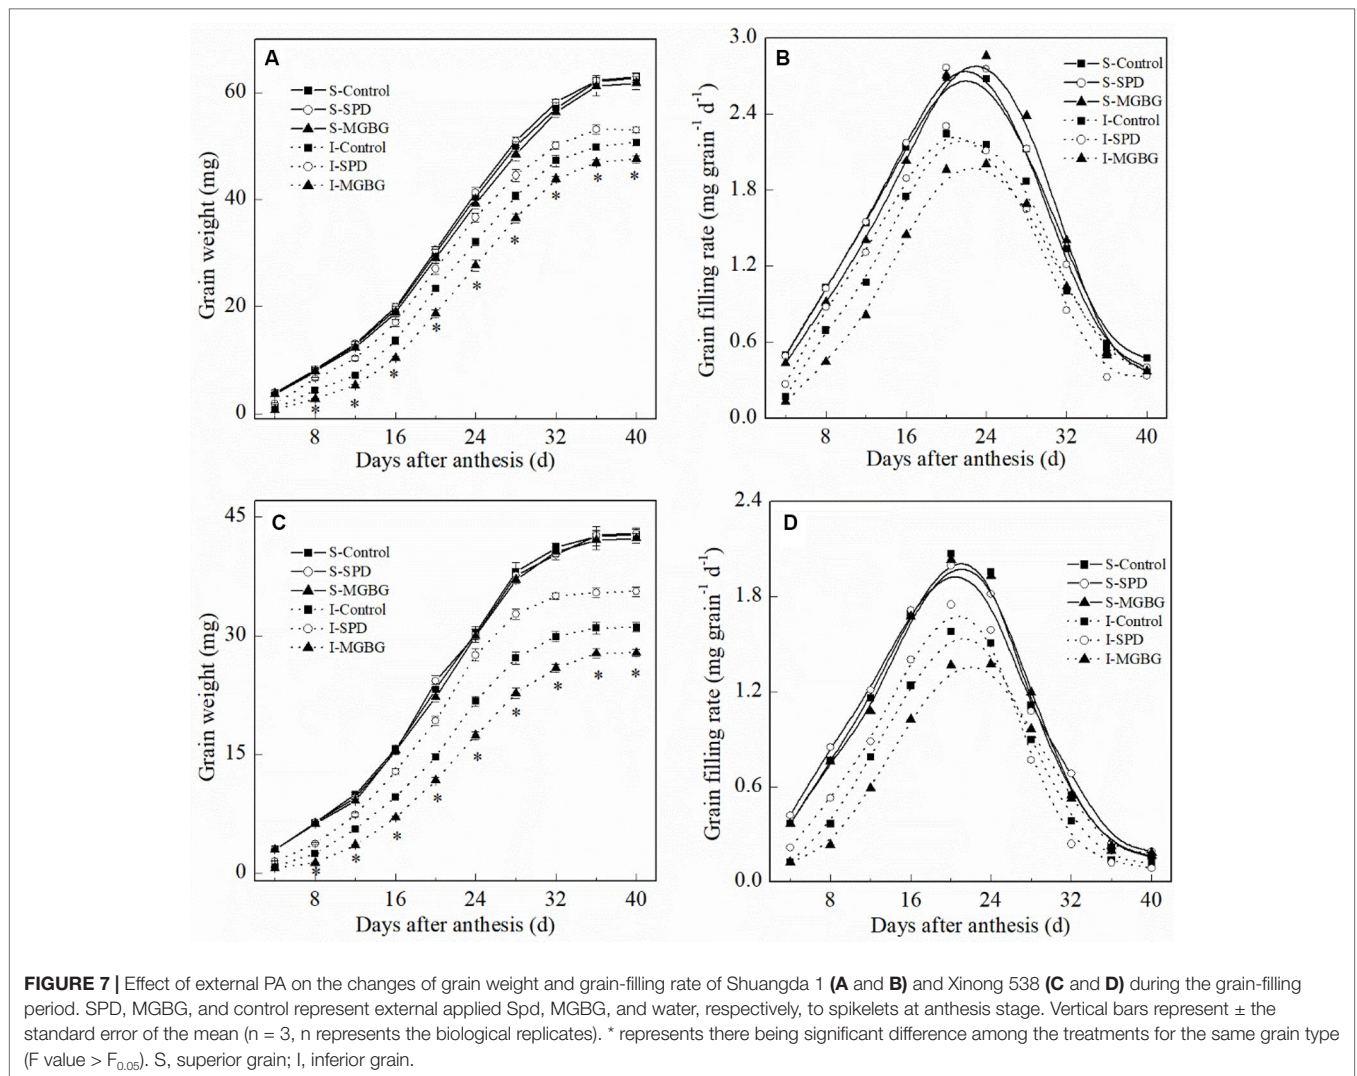 A
S-Control
S-SPD
S-MGBG
I-Control
I-SPD
I-MGBG
Grain weight (mg)
60
40
20
0
* * * * * * * * *
8 16 24 32 40
Days after anthesis (d)
B
S-Control
S-SPD
S-MGBG
I-Control
I-SPD
I-MGBG
Grain filling rate (mg grain⁻¹ d⁻¹)
3.0
2.4
1.8
1.2
0.6
0.0
8 16 24 32 40
Days after anthesis (d)
C
S-Control
S-SPD
S-MGBG
I-Control
I-SPD
I-MGBG
Grain weight (mg)
45
30
15
0
* * * * * * * * *
8 16 24 32 40
Days after anthesis (d)
D
S-Control
S-SPD
S-MGBG
I-Control
I-SPD
I-MGBG
Grain filling rate (mg grain⁻¹ d⁻¹)
2.4
1.8
1.2
0.6
0.0
8 16 24 32 40
Days after anthesis (d)
FIGURE 7 | Effect of external PA on the changes of grain weight and grain-filling rate of Shuangda 1 (A and B) and Xinong 538 (C and D) during the grain-filling
period. SPD, MGBG, and control represent external applied Spd, MGBG, and water, respectively, to spikelets at anthesis stage. Vertical bars represent ± the
standard error of the mean (n = 3, n represents the biological replicates). * represents there being significant difference among the treatments for the same grain type
(F value > F₀.₀₅). S, superior grain; I, inferior grain.